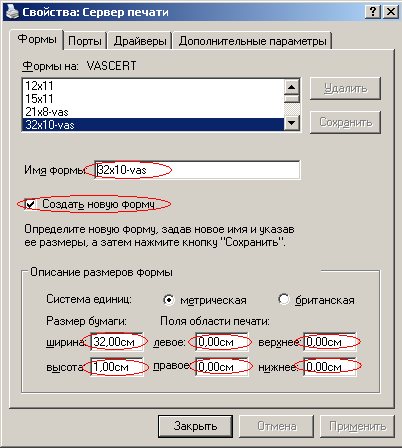 Свойства: Сервер печати
Формы Порты Драйверы Дополнительные параметры
Формы на: VASCERT
12x11
15x11
21x8-vas
32x10-vas
Удалить
Сохранить
Имя формы: 32x10-vas
Создать новую форму
Определите новую форму, задав новое имя и указав
ее размеры, а затем нажмите кнопку "Сохранить".
Описание размеров формы
Система единиц: метрическая британская
Размер бумаги: Поля области печати:
ширина: 32,00см левое: 0,00см верхнее: 0,00см
высота: 1,00см правое: 0,00см нижнее: 0,00см
Закрыть Отмена Применить